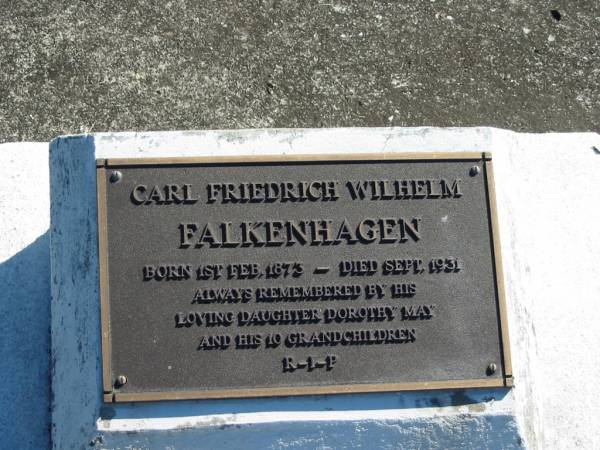 CARL FRIEDRICH WILHELM
FALKENHAGEN
BORN 1ST FEB, 1873 — DIED SEPT, 1931
ALWAYS REMEMBERED BY HIS
LOVING DAUGHTER DOROTHY MAY
AND HIS 10 GRANDCHILDREN
R-I-P